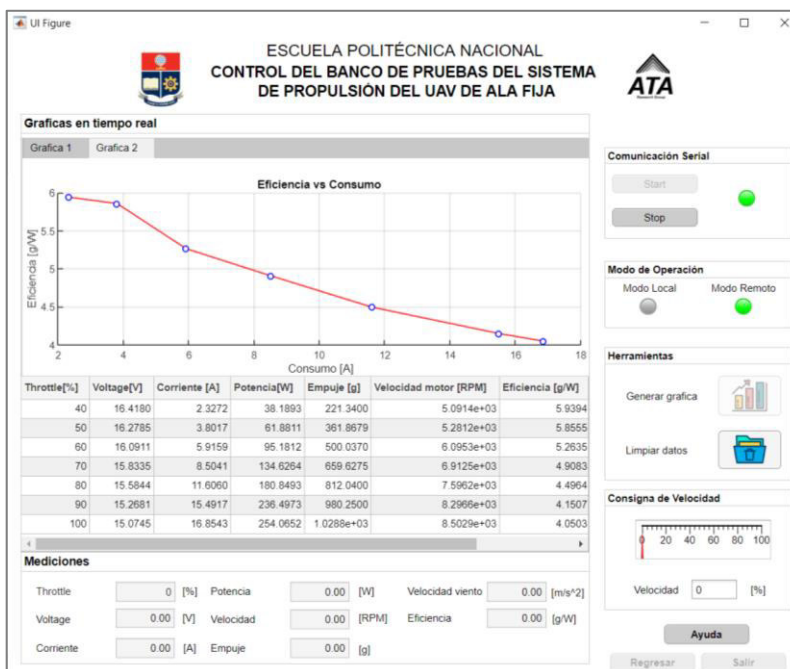 UI Figure
ESCUELA POLITÉCNICA NACIONAL
CONTROL DEL BANCO DE PRUEBAS DEL SISTEMA
DE PROPULSIÓN DEL UAV DE ALA FIJA
ATA
Graficas en tiempo real
Grafica 1 Grafica 2
Eficiencia vs Consumo
Eficiencia [g/W]
6
5.5
5
4.5
4
2 4 6 8 10 12 14 16 18
Consumo [A]
Throttle[%] Voltage[V] Corriente [A] Potencia[W] Empuje [g] Velocidad motor [RPM] Eficiencia [g/W]
40 16.4180 2.3272 38.1893 221.3400 5.0914e+03 5.9394
50 16.2785 3.8017 61.8811 361.8679 5.2812e+03 5.8555
60 16.0911 5.9159 95.1812 500.0370 6.0953e+03 5.2635
70 15.8335 8.5041 134.6264 659.6275 6.9125e+03 4.9083
80 15.5844 11.6060 180.8493 812.0400 7.5962e+03 4.4964
90 15.2681 15.4917 236.4973 980.2500 8.2966e+03 4.1507
100 15.0745 16.8543 254.0652 1.0288e+03 8.5029e+03 4.0503
Mediciones
Throttle 0 [%] Potencia 0.00 [W] Velocidad viento 0.00 [m/s^2]
Voltage 0.00 [V] Velocidad 0.00 [RPM] Eficiencia 0.00 [g/W]
Corriente 0.00 [A] Empuje 0.00 [g]
Comunicación Serial
Start
Stop
Modo de Operación
Modo Local Modo Remoto
Herramientas
Generar grafica
Limpiar datos
Consigna de Velocidad
0 20 40 60 80 100
Velocidad 0 [%]
Ayuda
Regresar Salir